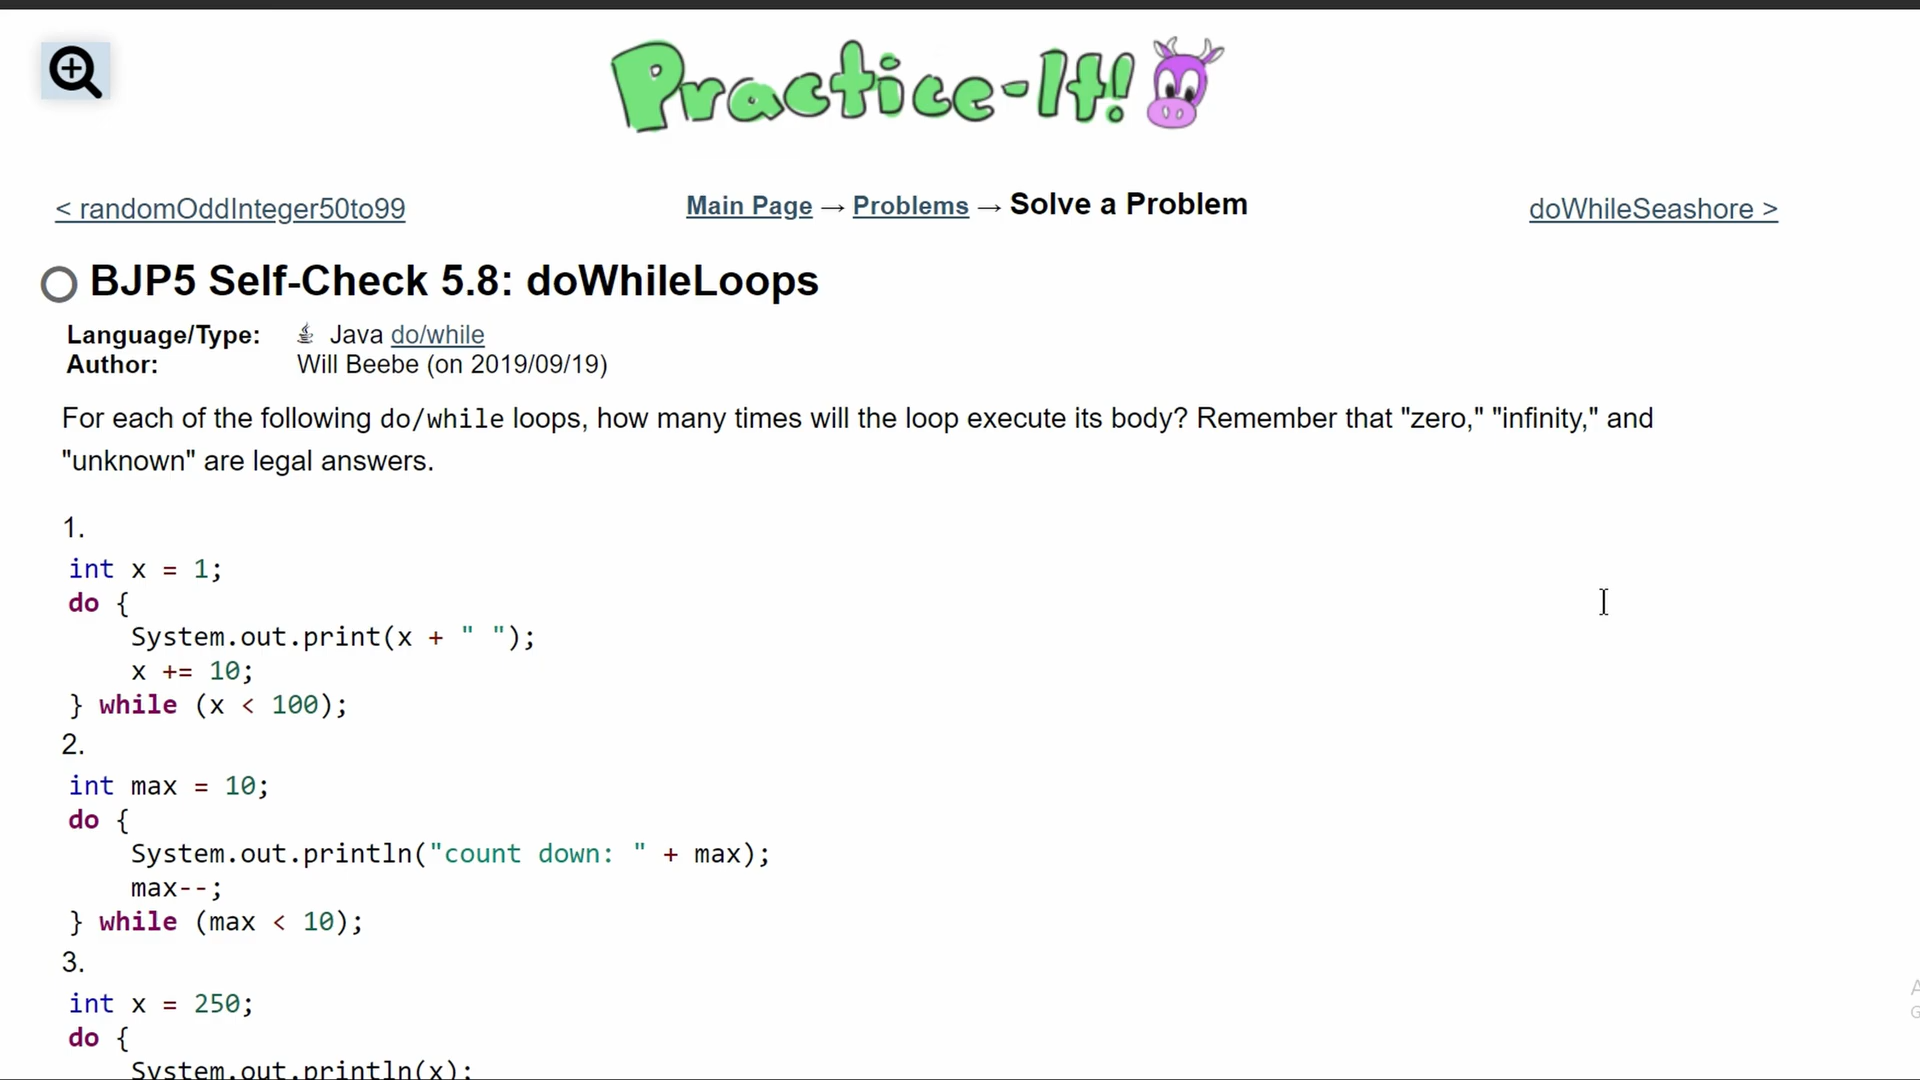 Practice-It!
< randomOddInteger50to99
Main Page → Problems → Solve a Problem
doWhileSeashore >
BJP5 Self-Check 5.8: doWhileLoops
Language/Type: Java do/while
Author: Will Beebe (on 2019/09/19)
For each of the following do/while loops, how many times will the loop execute its body? Remember that "zero," "infinity," and
"unknown" are legal answers.
1.
int x = 1;
do {
    System.out.print(x + " ");
    x += 10;
} while (x < 100);
2.
int max = 10;
do {
    System.out.println("count down: " + max);
    max--;
} while (max < 10);
3.
int x = 250;
do {
    System.out.println(x);